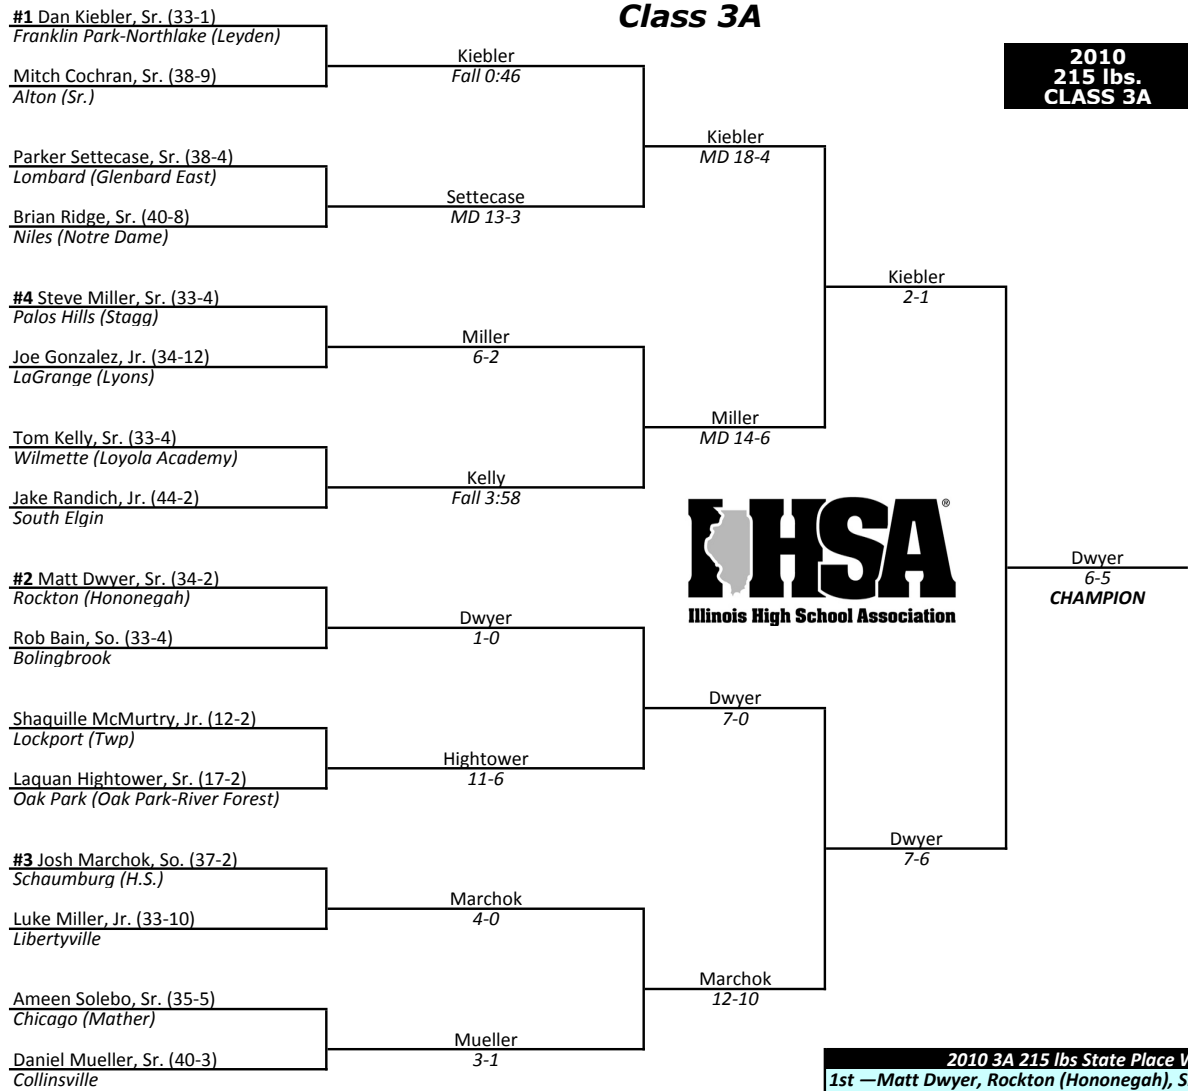 Class 3A
2010
215 lbs.
CLASS 3A
#1 Dan Kiebler, Sr. (33-1)
Franklin Park-Northlake (Leyden)
Mitch Cochran, Sr. (38-9)
Alton (Sr.)
Parker Settecase, Sr. (38-4)
Lombard (Glenbard East)
Brian Ridge, Sr. (40-8)
Niles (Notre Dame)
#4 Steve Miller, Sr. (33-4)
Palos Hills (Stagg)
Joe Gonzalez, Jr. (34-12)
LaGrange (Lyons)
Tom Kelly, Sr. (33-4)
Wilmette (Loyola Academy)
Jake Randich, Jr. (44-2)
South Elgin
#2 Matt Dwyer, Sr. (34-2)
Rockton (Hononegah)
Rob Bain, So. (33-4)
Bolingbrook
Shaquille McMurtry, Jr. (12-2)
Lockport (Twp)
Laquan Hightower, Sr. (17-2)
Oak Park (Oak Park-River Forest)
#3 Josh Marchok, So. (37-2)
Schaumburg (H.S.)
Luke Miller, Jr. (33-10)
Libertyville
Ameen Solebo, Sr. (35-5)
Chicago (Mather)
Daniel Mueller, Sr. (40-3)
Collinsville
Kiebler
Fall 0:46
Settecase
MD 13-3
Miller
6-2
Kelly
Fall 3:58
Dwyer
1-0
Hightower
11-6
Marchok
4-0
Mueller
3-1
Kiebler
MD 18-4
Miller
MD 14-6
Dwyer
7-0
Marchok
12-10
Kiebler
2-1
Dwyer
7-6
Dwyer
6-5
CHAMPION
IHSA®
Illinois High School Association
2010 3A 215 lbs State Place W
1st —Matt Dwyer, Rockton (Hononegah), S